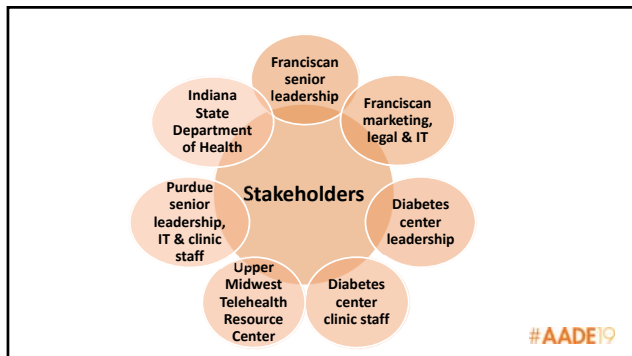 Franciscan
senior
leadership
Franciscan
marketing,
legal & IT
Diabetes
center
leadership
Diabetes
center
clinic staff
Upper
Midwest
Telehealth
Resource
Center
Purdue
senior
leadership,
IT & clinic
staff
Indiana
State
Department
of Health
Stakeholders
#AADE19